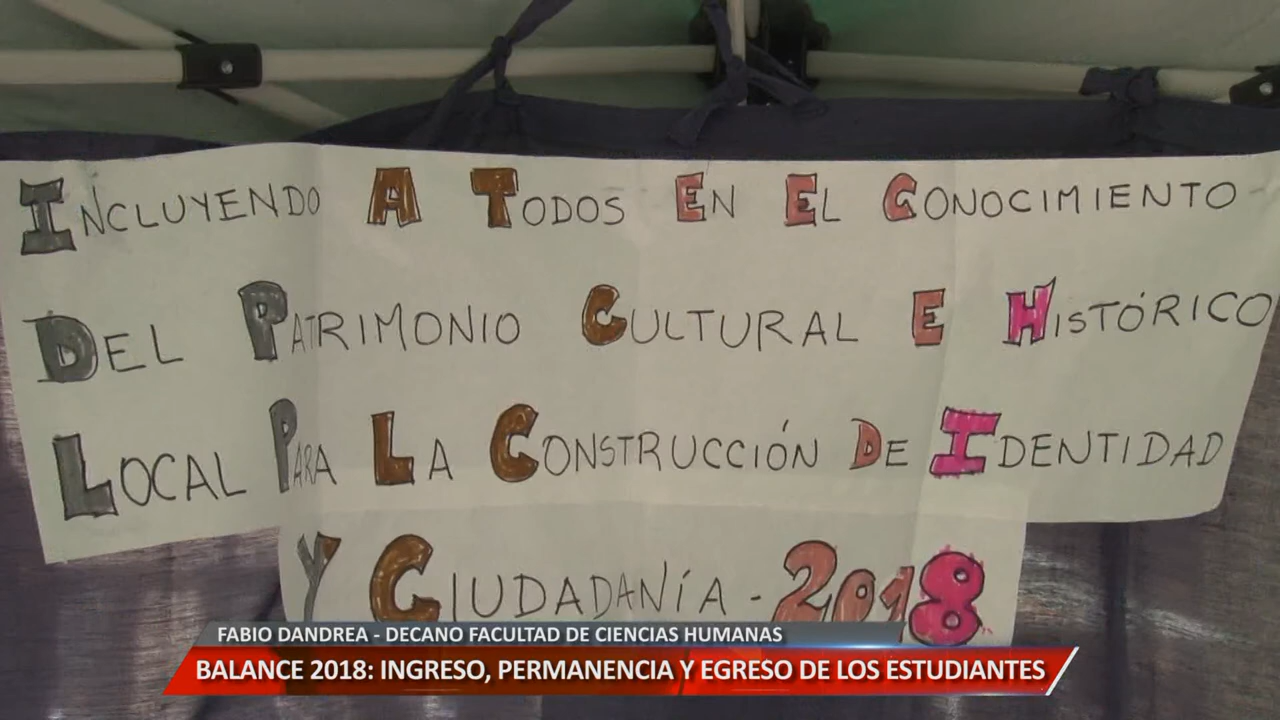 INCLUYENDO A TODOS EN EL CONOCIMIENTO
DEL PATRIMONIO CULTURAL E HISTÓRICO
LOCAL PARA LA CONSTRUCCIÓN DE IDENTIDAD
Y CIUDADANÍA - 2018
FABIO DANDREA - DECANO FACULTAD DE CIENCIAS HUMANAS
BALANCE 2018: INGRESO, PERMANENCIA Y EGRESO DE LOS ESTUDIANTES